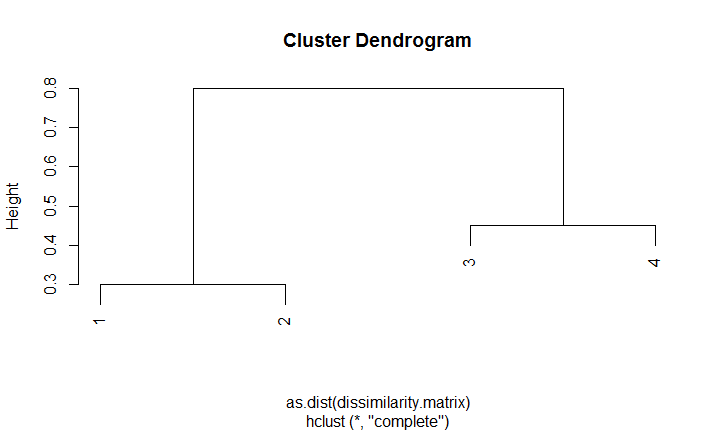 Cluster Dendrogram
Height
0.8
0.7
0.6
0.5
0.4
0.3
1
2
3
4
as.dist(dissimilarity.matrix)
hclust (*, "complete")